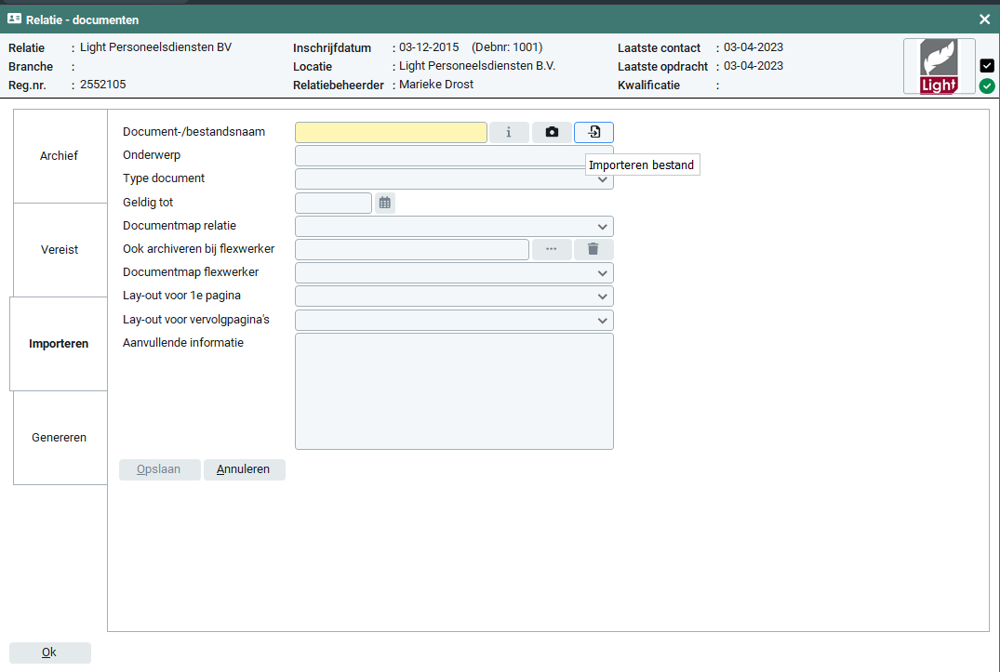 Relatie - documenten
Relatie : Light Personeelsdiensten BV Inschrijfdatum : 03-12-2015 (Debnr: 1001) Laatste contact : 03-04-2023
Branche : Locatie : Light Personeelsdiensten B.V. Laatste opdracht : 03-04-2023
Reg.nr. : 2552105 Relatiebeheerder : Marieke Drost Kwalificatie :
Light
Archief
Vereist
Importeren
Genereren
Document-/bestandsnaam
Onderwerp
Importeren bestand
Type document
Geldig tot
Documentmap relatie
Ook archiveren bij flexwerker
Documentmap flexwerker
Lay-out voor 1e pagina
Lay-out voor vervolgpagina's
Aanvullende informatie
Opslaan Annuleren
Ok